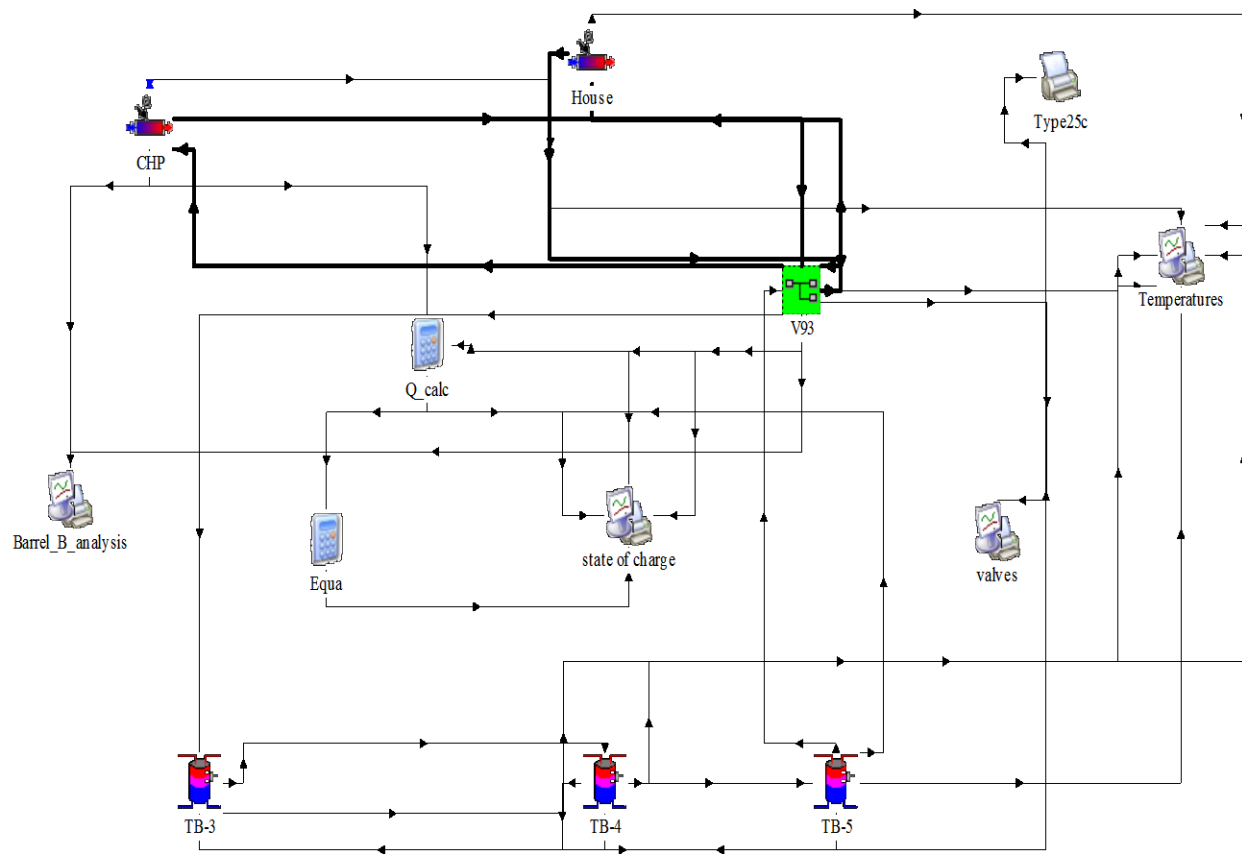 House
Type25c
CHP
Temperatures
V93
Q_calc
Barrel_B_analysis
state of charge
valves
Equa
TB-3
TB-4
TB-5